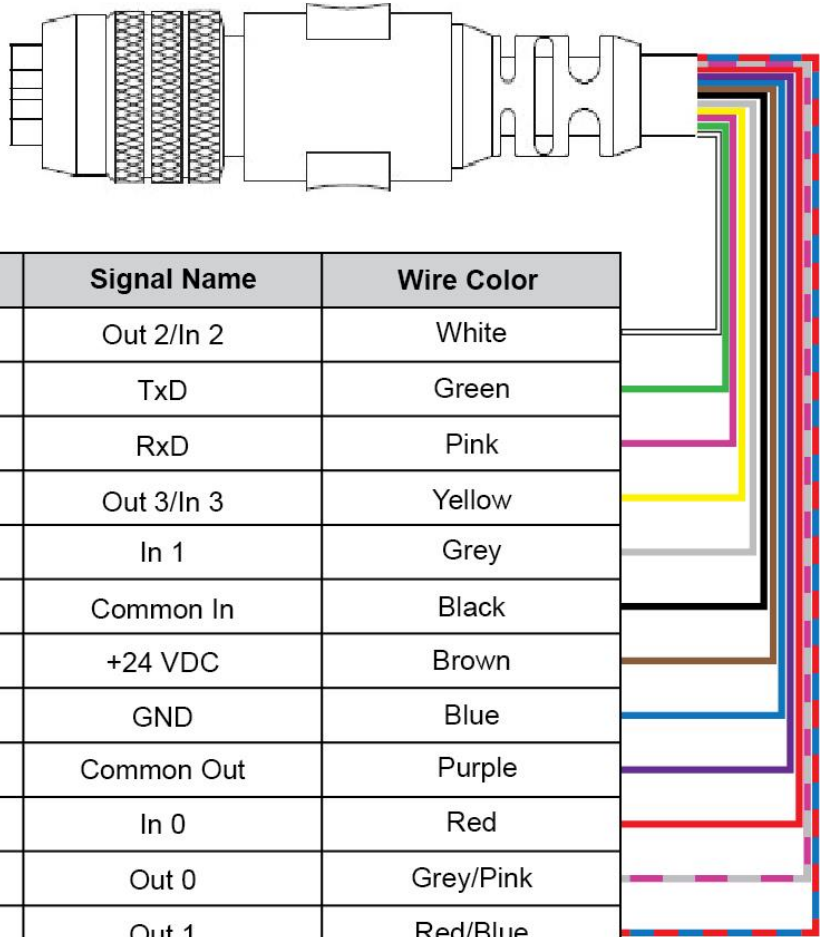 Signal Name Wire Color
Out 2/In 2 White
TxD Green
RxD Pink
Out 3/In 3 Yellow
In 1 Grey
Common In Black
+24 VDC Brown
GND Blue
Common Out Purple
In 0 Red
Out 0 Grey/Pink
Out 1 Red/Blue